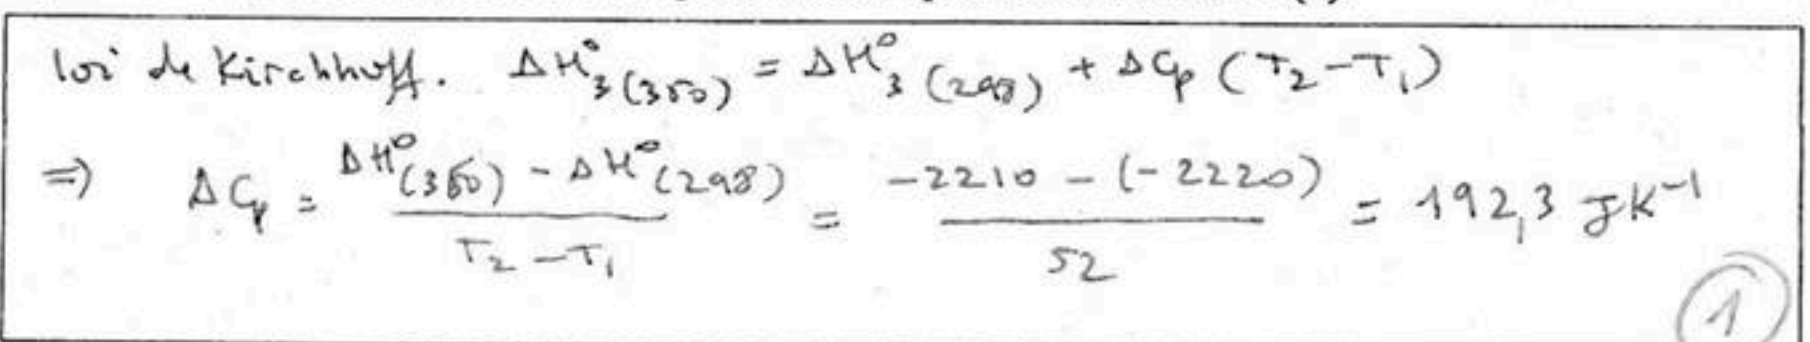 loi de Kirchhoff. ΔH°3(350) = ΔH°3(298) + ΔCp (T2-T1)
⇒ ΔCp = (ΔH°(350) - ΔH°(298)) / (T2-T1) = (-2210 - (-2220)) / 52 = 192,3 JK⁻¹
1